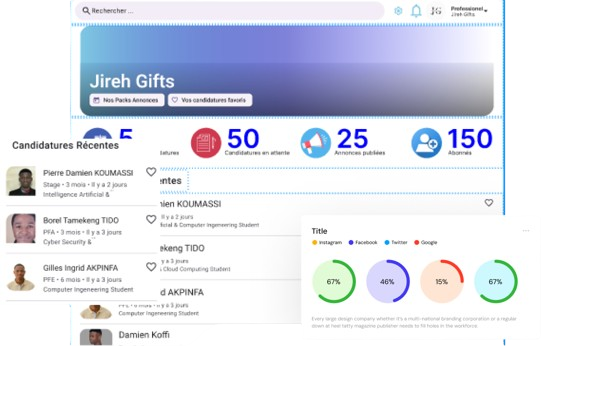 Rechercher ...
Professionel
Jireh Gifts
Jireh Gifts
Nos Packs Annonces
Vos candidatures favoris
5
50
Candidatures en attente
25
Annonces publiées
150
Abonnés
Candidatures Récentes
Pierre Damien KOUMASSI
Stage • 3 mois • Il y a 2 jours
Intelligence Artificial &
Borel Tamekeng TIDO
PFA • 3 mois • Il y a 3 jours
Cyber Security &
Gilles Ingrid AKPINFA
PFE • 6 mois • Il y a 3 jours
Computer Ingeneering Student
entes
mien KOUMASSI
Il y a 2 jours
ficial & Computer Ingeneering Student
ekeng TIDO
y a 3 jours
& Cloud Computing Student
d AKPINFA
PFE • 6 mois • Il y a 3 jours
Computer Ingeneering Student
Damien Koffi
Title
...
Instagram
Facebook
Twitter
Google
67%
46%
15%
67%
Every large design company whether it's a multi-national branding corporation or a regular
down at heel tatty magazine publisher needs to fill holes in the workforce.